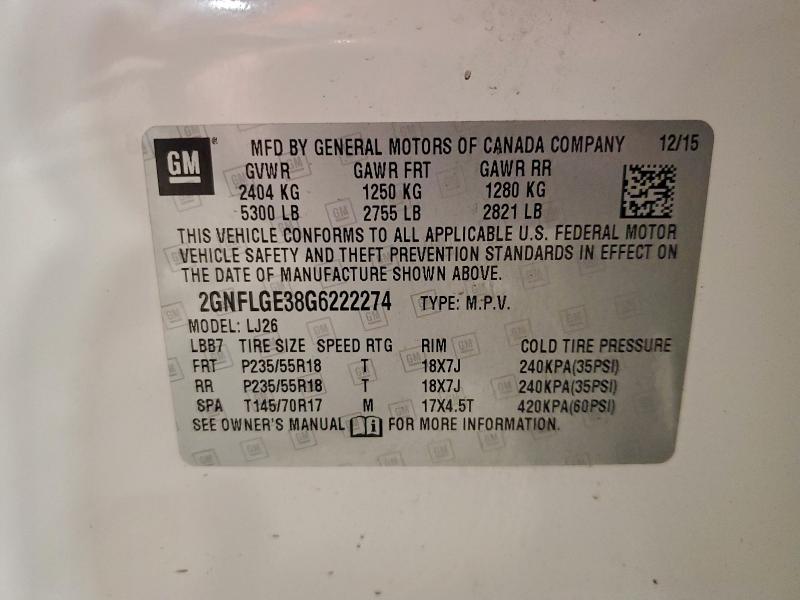 GM ® MFD BY GENERAL MOTORS OF CANADA COMPANY 12/15
GVWR GAWR FRT GAWR RR
2404 KG 1250 KG 1280 KG
5300 LB 2755 LB 2821 LB
THIS VEHICLE CONFORMS TO ALL APPLICABLE U.S. FEDERAL MOTOR
VEHICLE SAFETY AND THEFT PREVENTION STANDARDS IN EFFECT ON
THE DATE OF MANUFACTURE SHOWN ABOVE.
2GNFLGE38G6222274 TYPE: M.P.V.
MODEL: LJ26
LBB7 TIRE SIZE SPEED RTG RIM COLD TIRE PRESSURE
FRT P235/55R18 T 18X7J 240KPA(35PSI)
RR P235/55R18 T 18X7J 240KPA(35PSI)
SPA T145/70R17 M 17X4.5T 420KPA(60PSI)
SEE OWNER'S MANUAL FOR MORE INFORMATION.